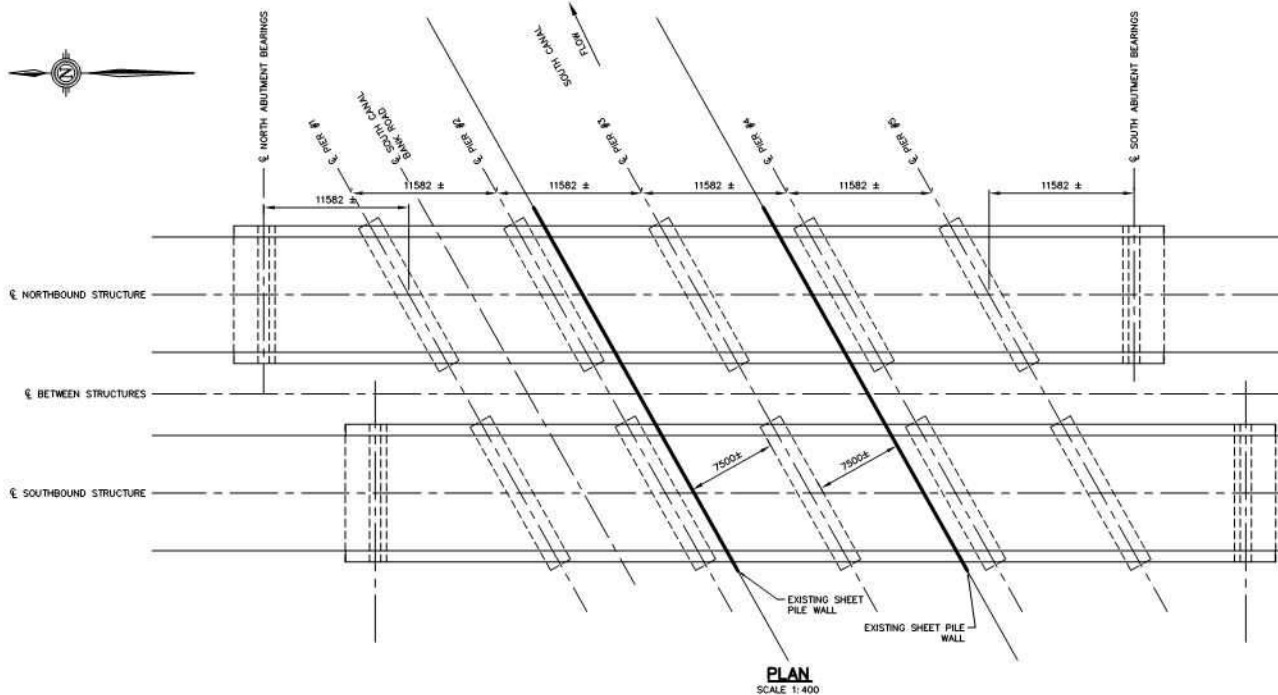 N
℄ NORTH ABUTMENT BEARINGS
℄ PIER #1
℄ SOUTH CANAL
BANK ROAD
℄ PIER #2
SOUTH CANAL
FLOW
℄ PIER #3
℄ PIER #4
℄ PIER #5
℄ SOUTH ABUTMENT BEARINGS
11582 ±
11582 ±
11582 ±
11582 ±
11582 ±
11582 ±
℄ NORTHBOUND STRUCTURE
℄ BETWEEN STRUCTURES
7500±
7500±
℄ SOUTHBOUND STRUCTURE
EXISTING SHEET
PILE WALL
EXISTING SHEET PILE
WALL
PLAN
SCALE 1:400